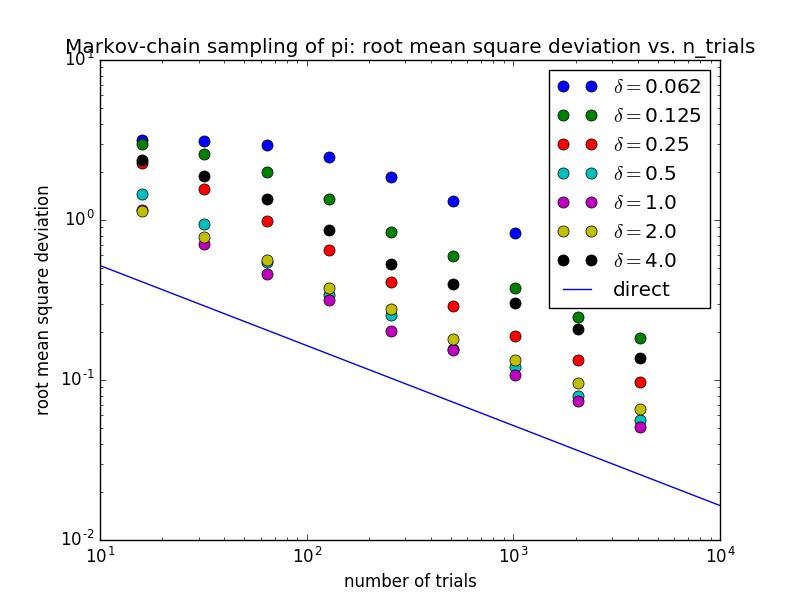 Markov-chain sampling of pi: root mean square deviation vs. n_trials
10^1
10^0
10^-1
10^-2
root mean square deviation
δ = 0.062
δ = 0.125
δ = 0.25
δ = 0.5
δ = 1.0
δ = 2.0
δ = 4.0
direct
10^1 10^2 10^3 10^4
number of trials